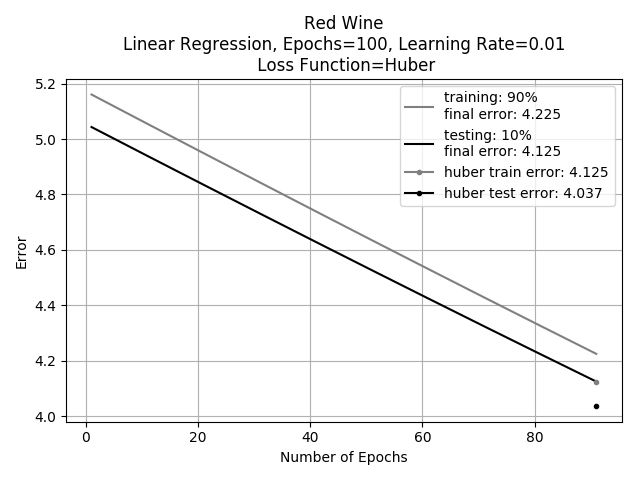 Red Wine
Linear Regression, Epochs=100, Learning Rate=0.01
Loss Function=Huber
5.2
5.0
4.8
4.6
4.4
4.2
4.0
Error
training: 90%
final error: 4.225
testing: 10%
final error: 4.125
huber train error: 4.125
huber test error: 4.037
0
20
40
60
80
Number of Epochs